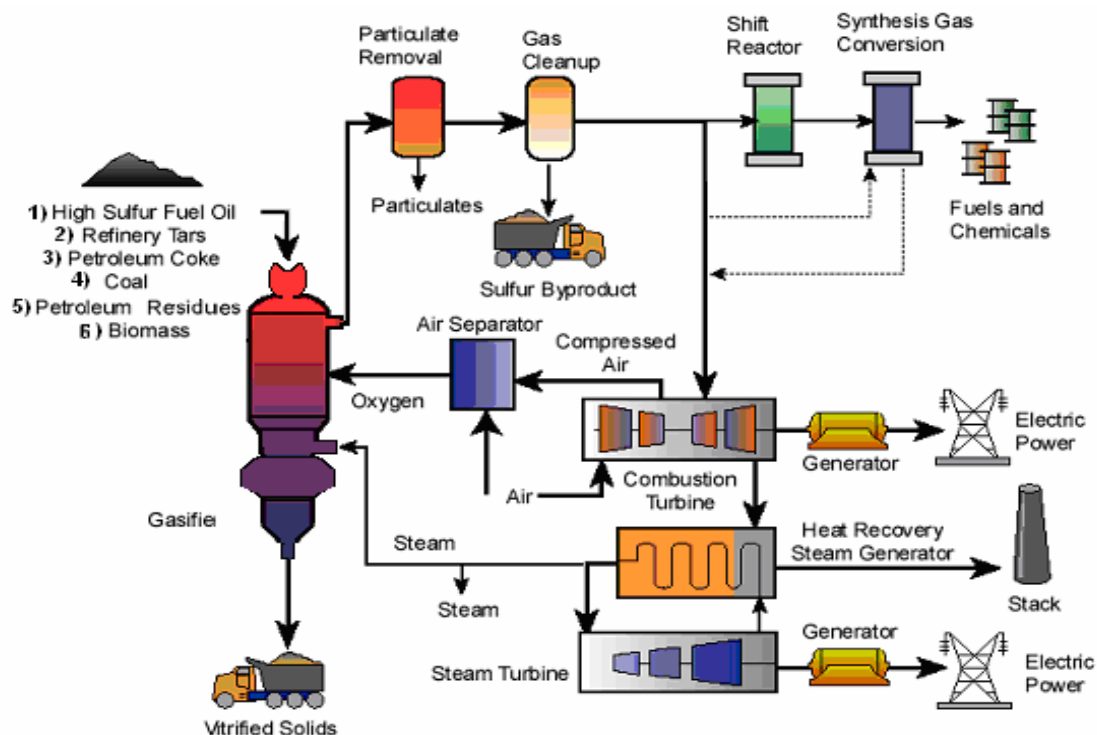 Particulate
Removal
Gas
Cleanup
Shift
Reactor
Synthesis Gas
Conversion
1) High Sulfur Fuel Oil
2) Refinery Tars
3) Petroleum Coke
4) Coal
5) Petroleum Residues
6) Biomass
Particulates
Sulfur Byproduct
Fuels and
Chemicals
Air Separator
Compressed
Air
Oxygen
Electric
Power
Generator
Air
Combustion
Turbine
Gasifie
Steam
Heat Recovery
Steam Generator
Steam
Stack
Generator
Steam Turbine
Electric
Power
Vitrified Solids